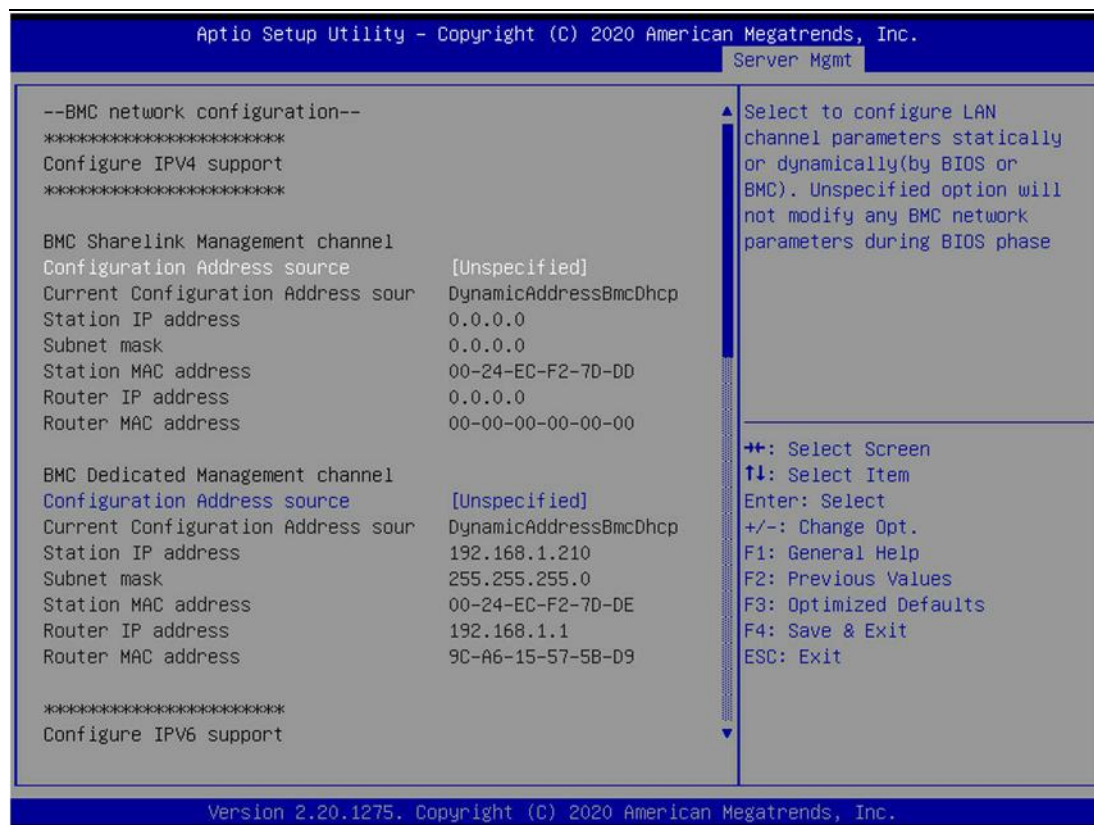 Aptio Setup Utility – Copyright (C) 2020 American Megatrends, Inc.
Server Mgmt
--BMC network configuration--
**********************
Configure IPV4 support
**********************
BMC Sharelink Management channel
Configuration Address source [Unspecified]
Current Configuration Address sour DynamicAddressBmcDhcp
Station IP address 0.0.0.0
Subnet mask 0.0.0.0
Station MAC address 00-24-EC-F2-7D-DD
Router IP address 0.0.0.0
Router MAC address 00-00-00-00-00-00
BMC Dedicated Management channel
Configuration Address source [Unspecified]
Current Configuration Address sour DynamicAddressBmcDhcp
Station IP address 192.168.1.210
Subnet mask 255.255.255.0
Station MAC address 00-24-EC-F2-7D-DE
Router IP address 192.168.1.1
Router MAC address 9C-A6-15-57-5B-D9
**********************
Configure IPV6 support
Select to configure LAN
channel parameters statically
or dynamically(by BIOS or
BMC). Unspecified option will
not modify any BMC network
parameters during BIOS phase
→←: Select Screen
↑↓: Select Item
Enter: Select
+/-: Change Opt.
F1: General Help
F2: Previous Values
F3: Optimized Defaults
F4: Save & Exit
ESC: Exit
Version 2.20.1275. Copyright (C) 2020 American Megatrends, Inc.